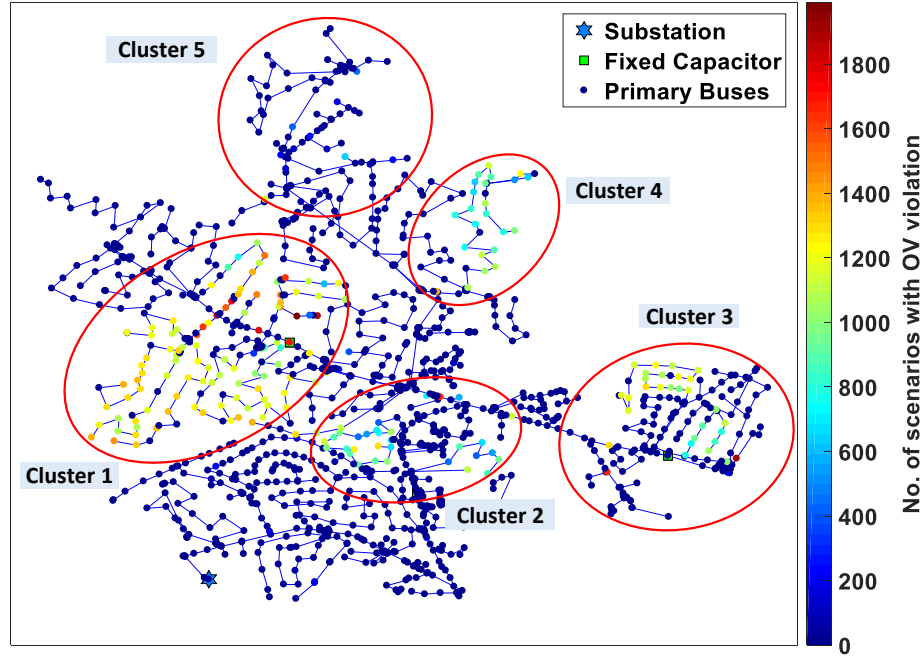 Cluster 5
Substation
Fixed Capacitor
Primary Buses
Cluster 4
Cluster 3
Cluster 1
Cluster 2
1800
1600
1400
1200
1000
800
600
400
200
0
No. of scenarios with OV violation